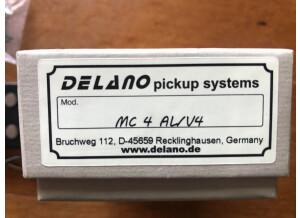 DELANO pickup systems
Mod.
MC 4 AL/V4
Bruchweg 112, D-45659 Recklinghausen, Germany
www.delano.de